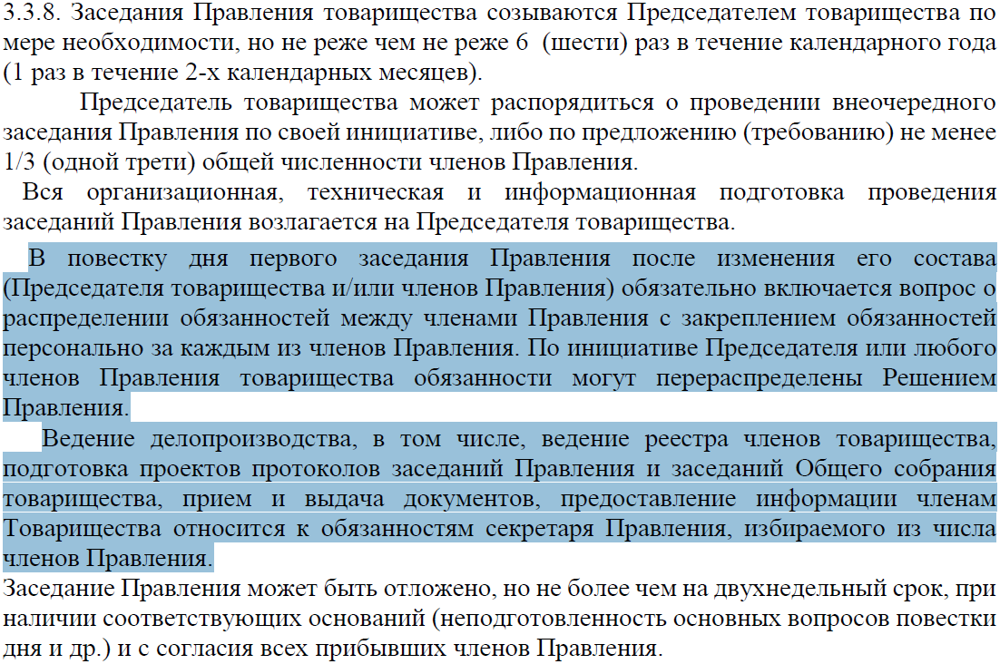 3.3.8. Заседания Правления товарищества созываются Председателем товарищества по
мере необходимости, но не реже чем не реже 6 (шести) раз в течение календарного года
(1 раз в течение 2-х календарных месяцев).
Председатель товарищества может распорядиться о проведении внеочередного
заседания Правления по своей инициативе, либо по предложению (требованию) не менее
1/3 (одной трети) общей численности членов Правления.
Вся организационная, техническая и информационная подготовка проведения
заседаний Правления возлагается на Председателя товарищества.
В повестку дня первого заседания Правления после изменения его состава
(Председателя товарищества и/или членов Правления) обязательно включается вопрос о
распределении обязанностей между членами Правления с закреплением обязанностей
персонально за каждым из членов Правления. По инициативе Председателя или любого
членов Правления товарищества обязанности могут перераспределены Решением
Правления.
Ведение делопроизводства, в том числе, ведение реестра членов товарищества,
подготовка проектов протоколов заседаний Правления и заседаний Общего собрания
товарищества, прием и выдача документов, предоставление информации членам
Товарищества относится к обязанностям секретаря Правления, избираемого из числа
членов Правления.
Заседание Правления может быть отложено, но не более чем на двухнедельный срок, при
наличии соответствующих оснований (неподготовленность основных вопросов повестки
дня и др.) и с согласия всех прибывших членов Правления.